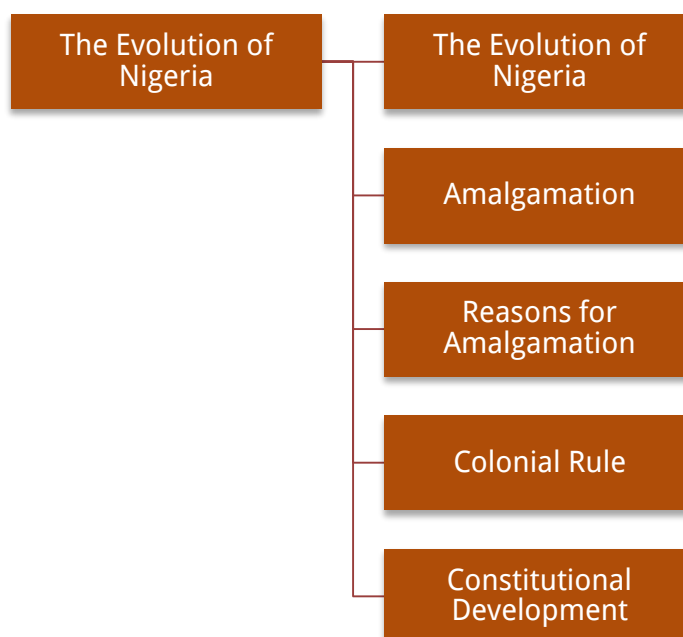 The Evolution of
Nigeria
The Evolution of
Nigeria
Amalgamation
Reasons for
Amalgamation
Colonial Rule
Constitutional
Development